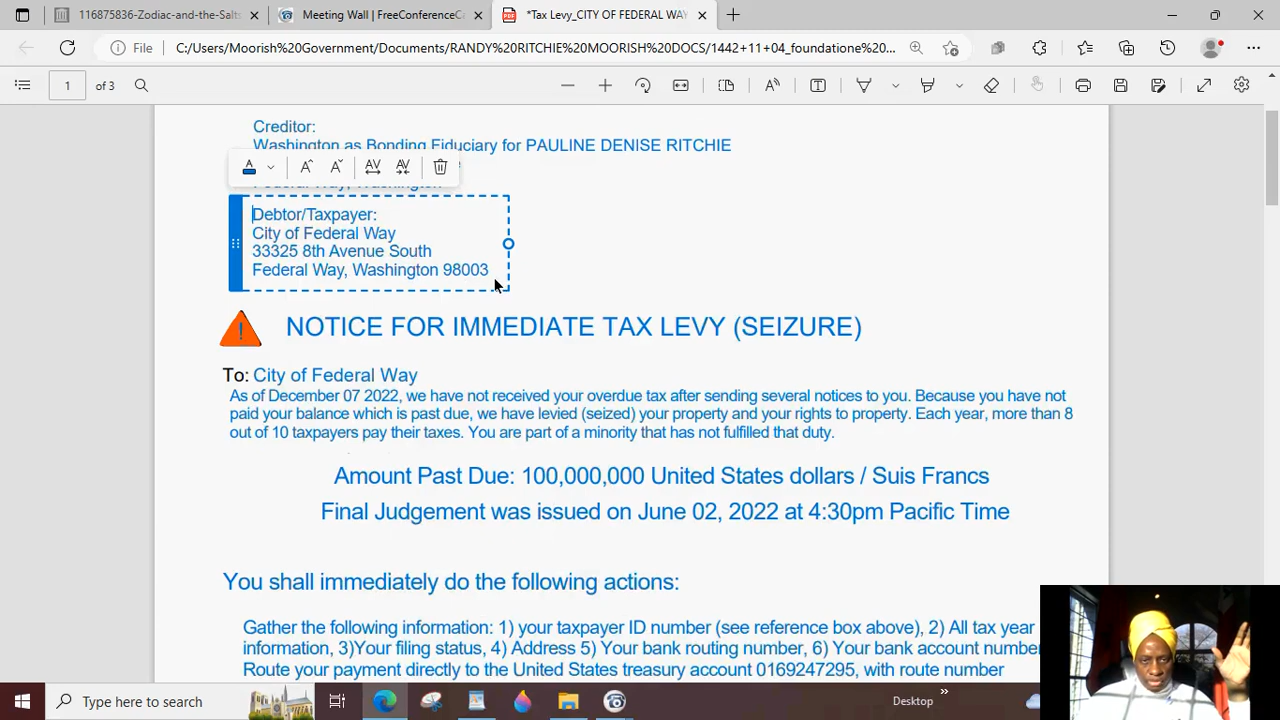 116875836-Zodiac-and-the-Salts
Meeting Wall | FreeConferenceCa
*Tax Levy_CITY OF FEDERAL WAY
File
C:/Users/Moorish%20Government/Documents/RANDY%20RITCHIE%20MOORISH%20DOCS/1442+11+04_foundatione%20...
1 of 3
Creditor:
Washington as Bonding Fiduciary for PAULINE DENISE RITCHIE
Federal Way, Washington
Debtor/Taxpayer:
City of Federal Way
33325 8th Avenue South
Federal Way, Washington 98003
NOTICE FOR IMMEDIATE TAX LEVY (SEIZURE)
To: City of Federal Way
As of December 07 2022, we have not received your overdue tax after sending several notices to you. Because you have not
paid your balance which is past due, we have levied (seized) your property and your rights to property. Each year, more than 8
out of 10 taxpayers pay their taxes. You are part of a minority that has not fulfilled that duty.
Amount Past Due: 100,000,000 United States dollars / Suis Francs
Final Judgement was issued on June 02, 2022 at 4:30pm Pacific Time
You shall immediately do the following actions:
Gather the following information: 1) your taxpayer ID number (see reference box above), 2) All tax year
information, 3)Your filing status, 4) Address 5) Your bank routing number, 6) Your bank account number
Route your payment directly to the United States treasury account 0169247295, with route number
Type here to search
Desktop